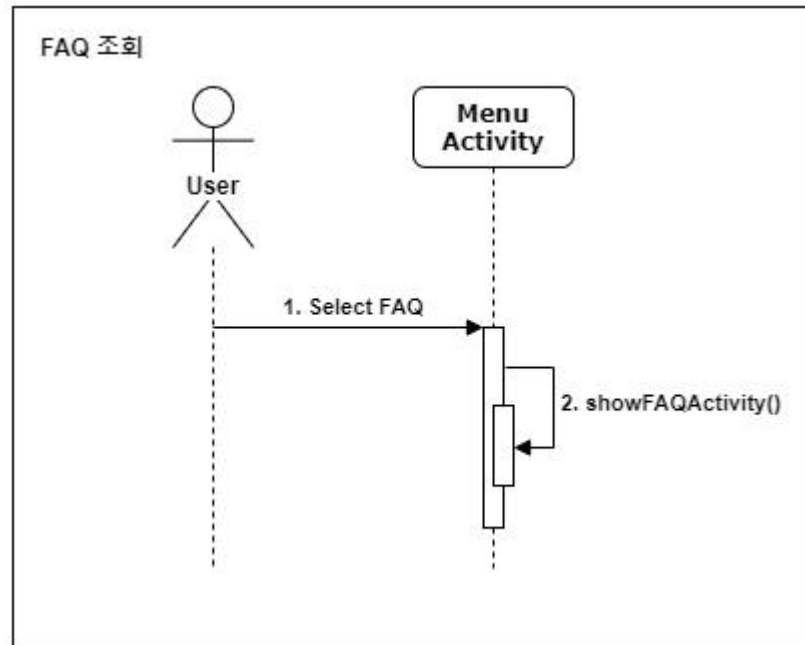 FAQ 조회
Menu
Activity
User
1. Select FAQ
2. showFAQActivity()